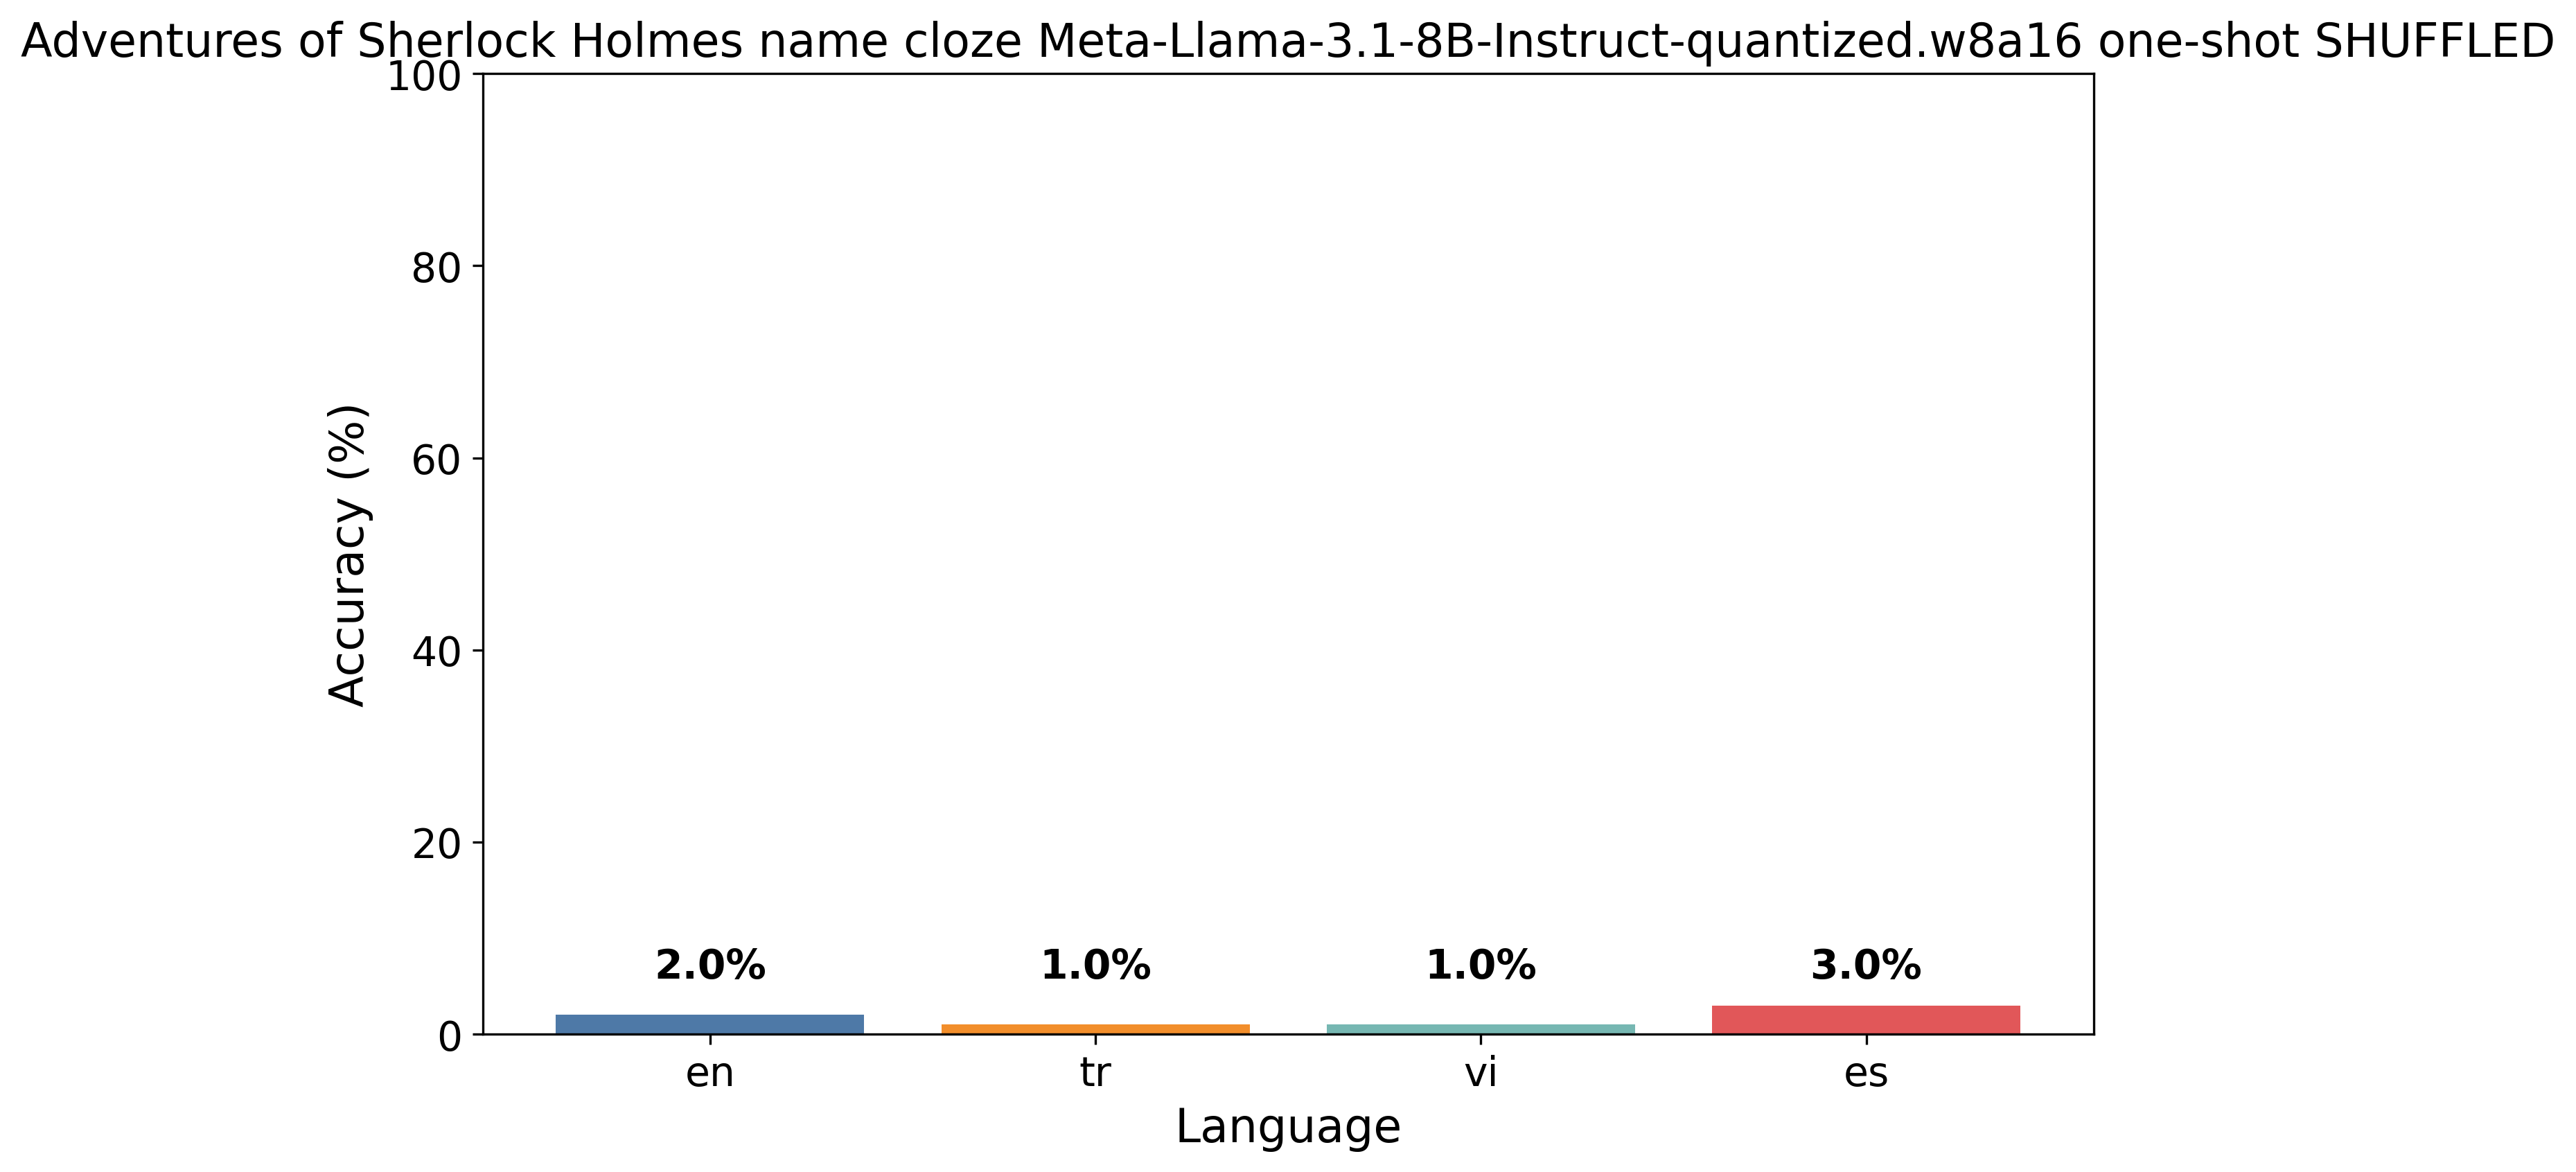 Adventures of Sherlock Holmes name cloze Meta-Llama-3.1-8B-Instruct-quantized.w8a16 one-shot SHUFFLED
100
80
60
40
20
0
Accuracy (%)
2.0% 1.0% 1.0% 3.0%
en tr vi es
Language